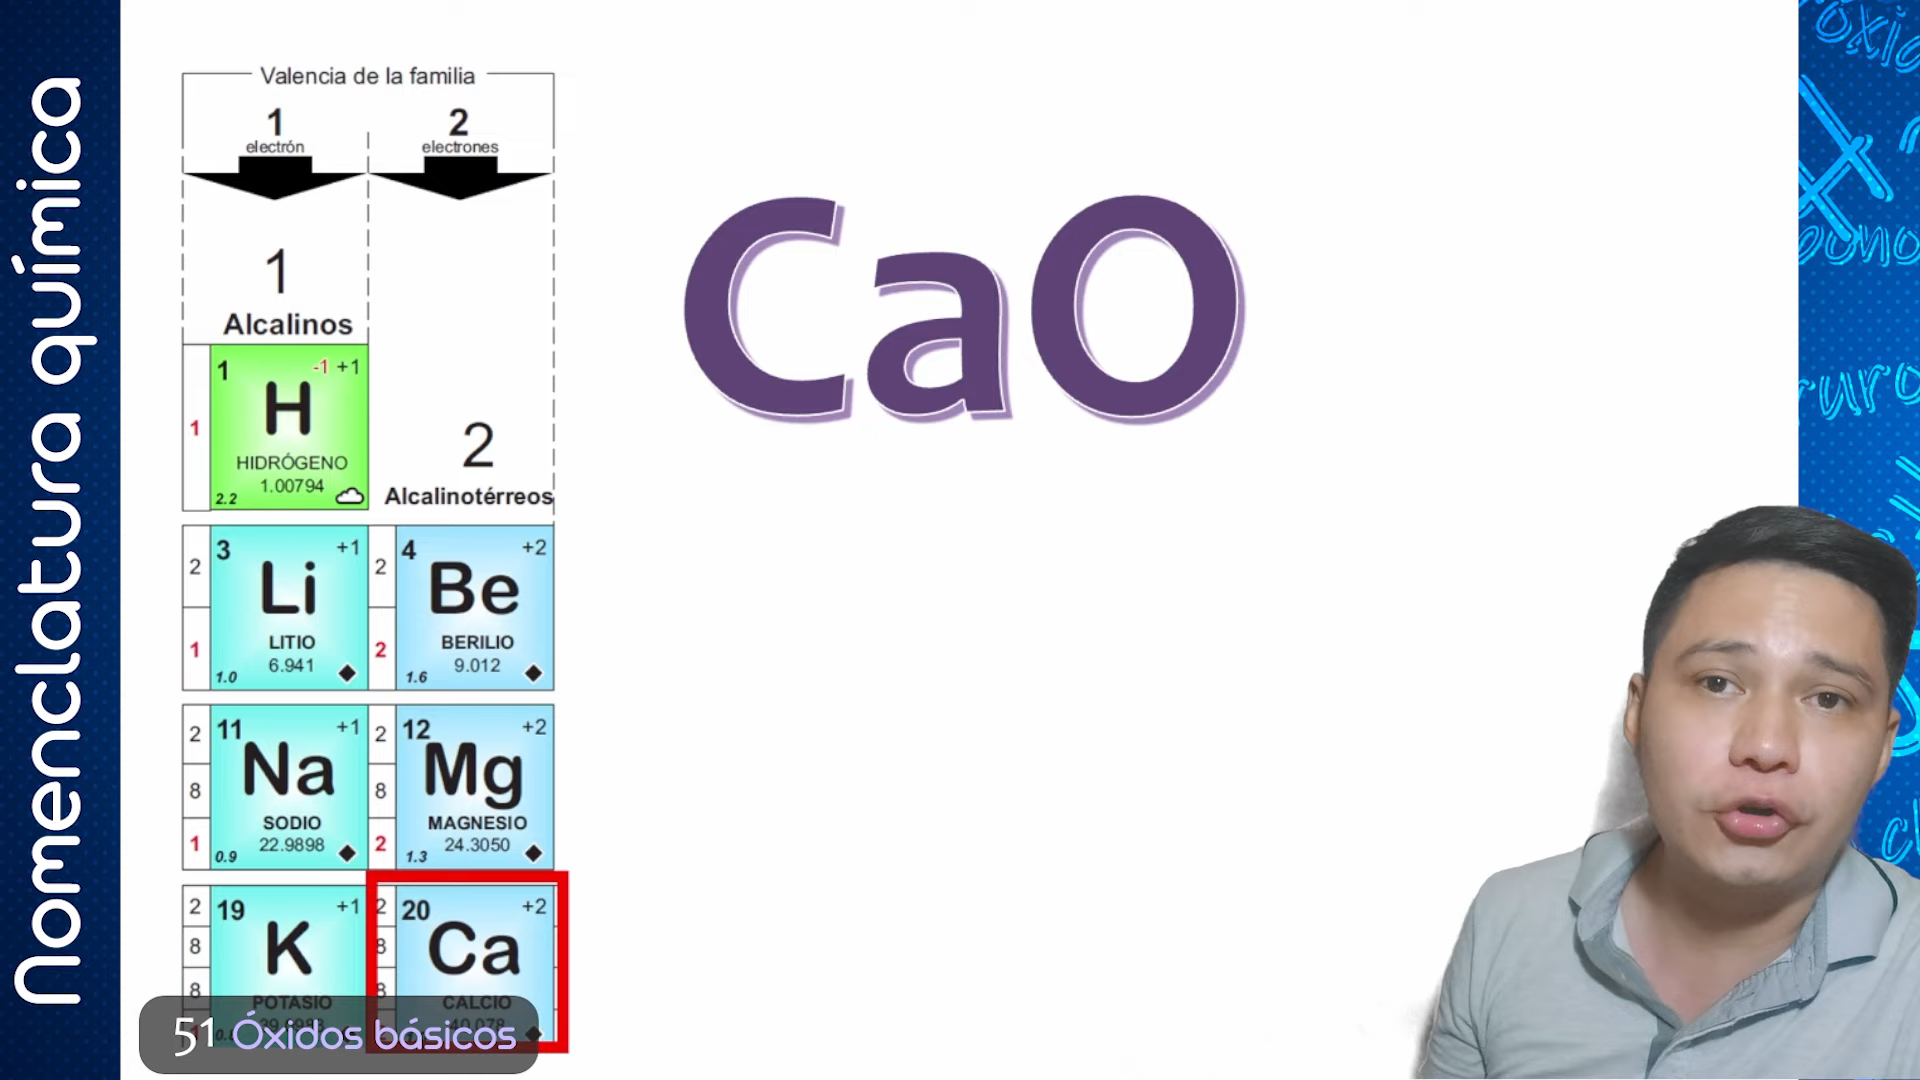 Nomenclatura química
Valencia de la familia
1 2
electrón electrones
1
Alcalinos
2
Alcalinotérreos
1 -1 +1
H
1
HIDRÓGENO
1.00794
2.2
3 +1 4 +2
2 Li 2 Be
LITIO BERILIO
1 6.941 2 9.012
1.0 1.6
11 +1 12 +2
2 Na 2 Mg
8 8
SODIO MAGNESIO
1 22.9898 2 24.3050
0.9 1.3
2 19 +1 2 20 +2
8 K 8 Ca
8 POTASIO 8 CALCIO
40.078
51 Óxidos básicos
CaO